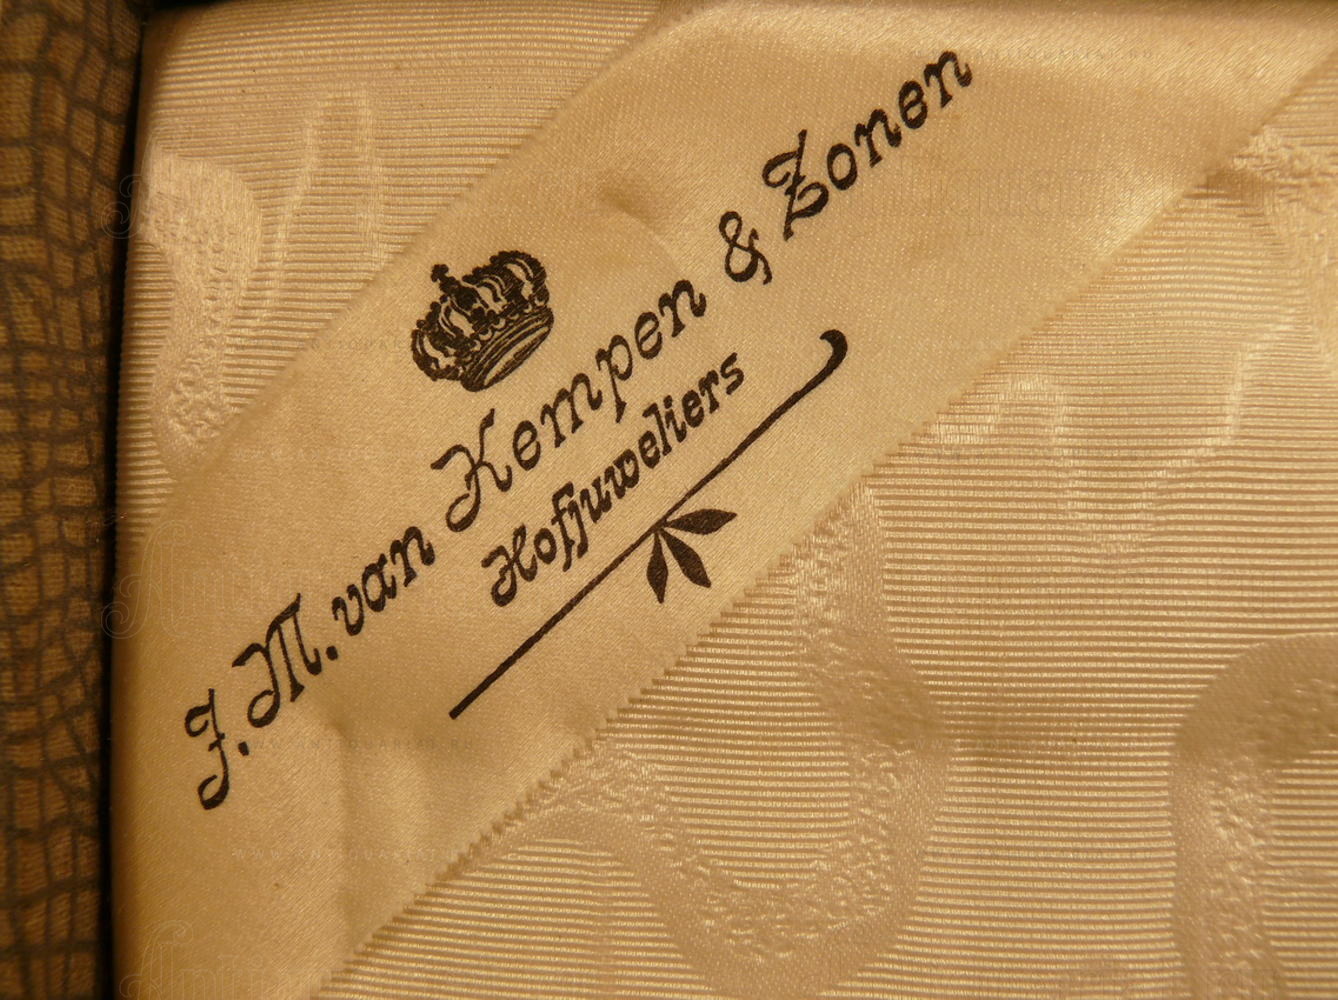 J. M. van Kempen & Zonen
Hofjuweliers